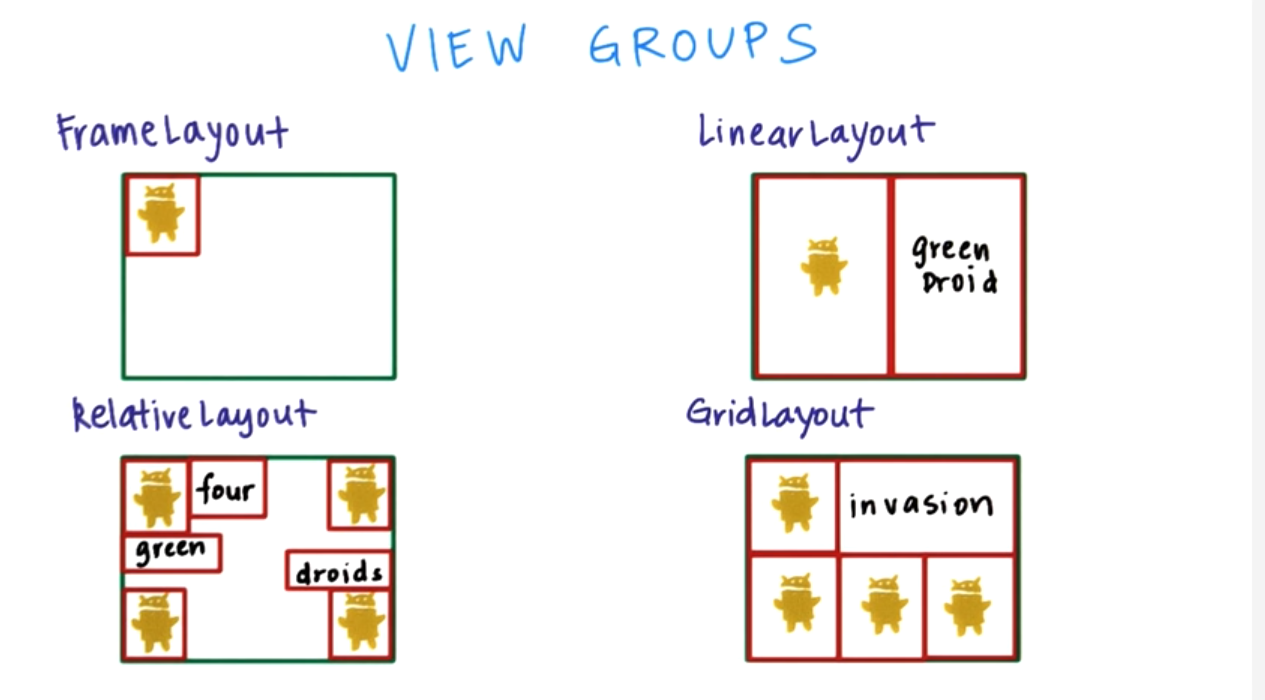 VIEW GROUPS
FrameLayout
LinearLayout
green
Droid
RelativeLayout
four
green
droids
GridLayout
invasion